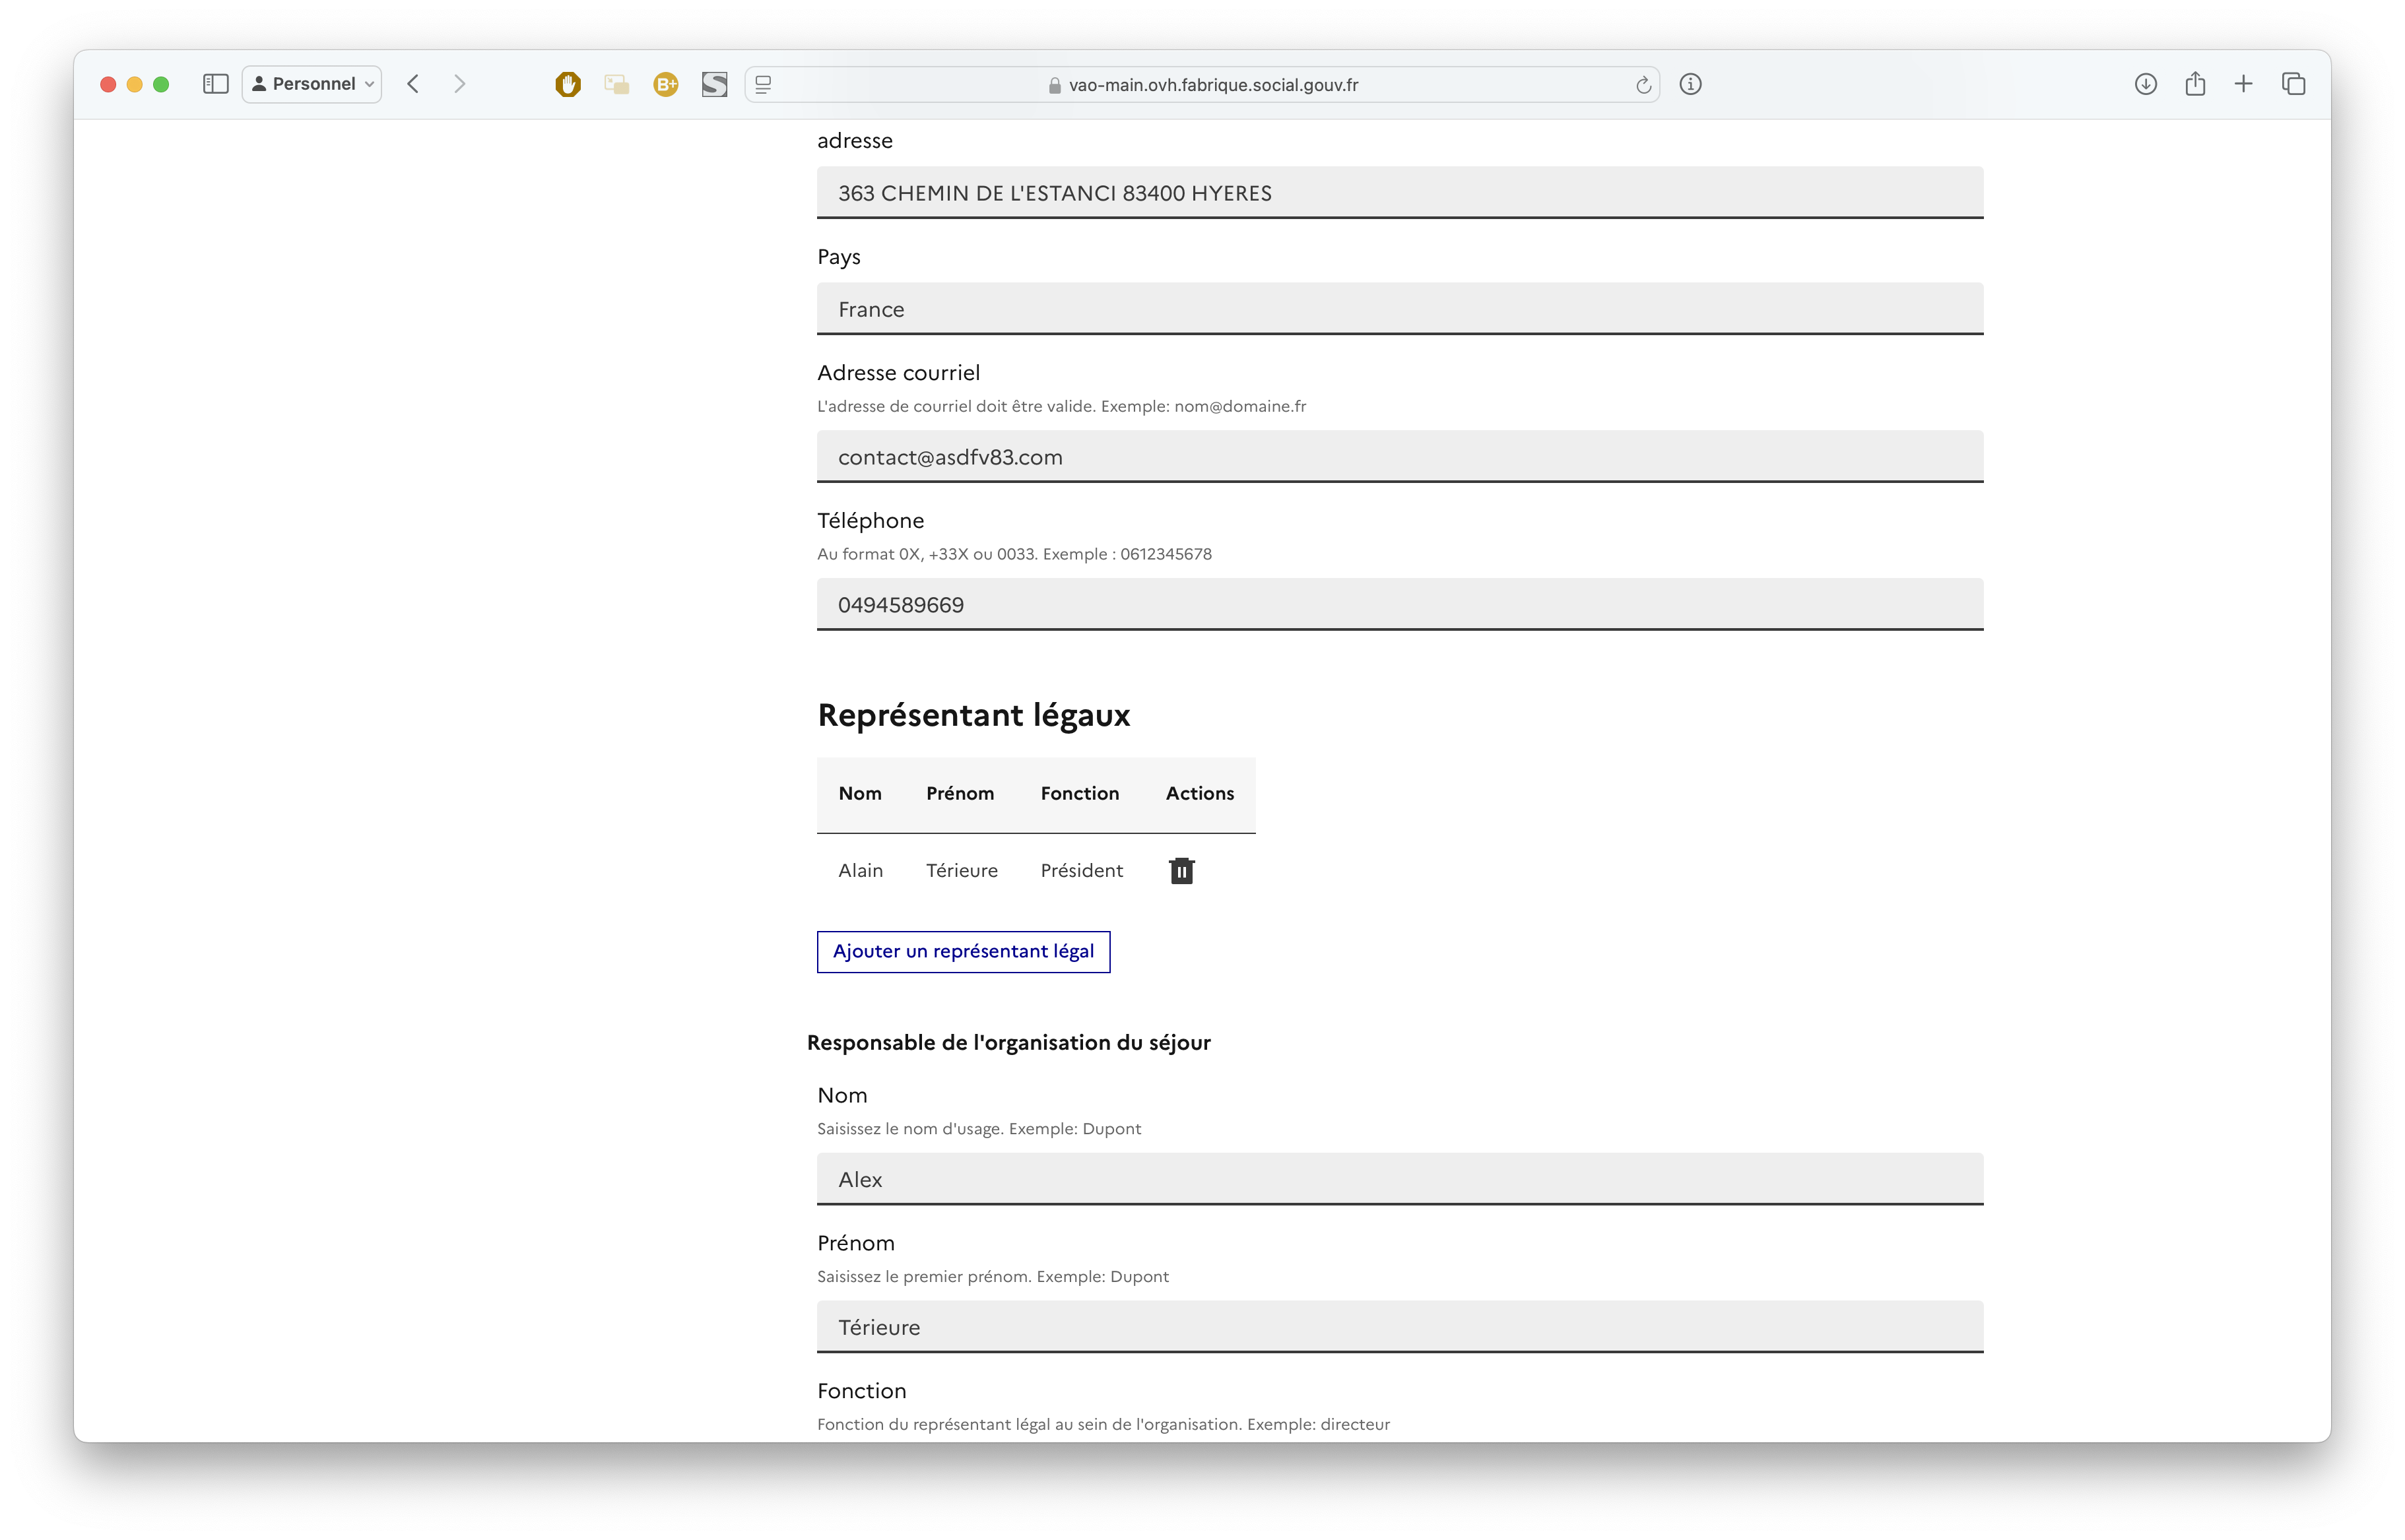 Personnel
B+
vao-main.ovh.fabrique.social.gouv.fr
adresse
363 CHEMIN DE L'ESTANCI 83400 HYERES
Pays
France
Adresse courriel
L'adresse de courriel doit être valide. Exemple: nom@domaine.fr
contact@asdfv83.com
Téléphone
Au format 0X, +33X ou 0033. Exemple : 0612345678
0494589669
Représentant légaux
Nom Prénom Fonction Actions
Alain Térieure Président
Ajouter un représentant légal
Responsable de l'organisation du séjour
Nom
Saisissez le nom d'usage. Exemple: Dupont
Alex
Prénom
Saisissez le premier prénom. Exemple: Dupont
Térieure
Fonction
Fonction du représentant légal au sein de l'organisation. Exemple: directeur